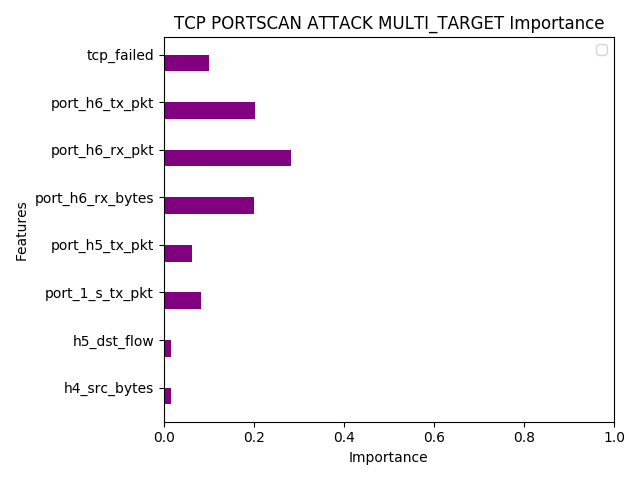 TCP PORTSCAN ATTACK MULTI_TARGET Importance
tcp_failed
port_h6_tx_pkt
port_h6_rx_pkt
port_h6_rx_bytes
port_h5_tx_pkt
port_1_s_tx_pkt
h5_dst_flow
h4_src_bytes
Features
0.0 0.2 0.4 0.6 0.8 1.0
Importance